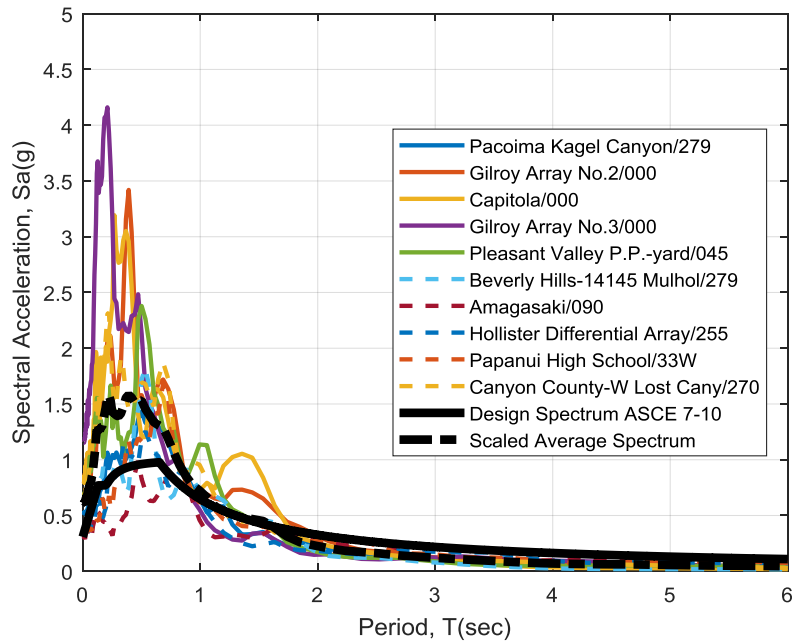 5
4.5
4
3.5
3
2.5
2
1.5
1
0.5
0
Spectral Acceleration, Sa(g)
Pacoima Kagel Canyon/279
Gilroy Array No.2/000
Capitola/000
Gilroy Array No.3/000
Pleasant Valley P.P.-yard/045
Beverly Hills-14145 Mulhol/279
Amagasaki/090
Hollister Differential Array/255
Papanui High School/33W
Canyon County-W Lost Cany/270
Design Spectrum ASCE 7-10
Scaled Average Spectrum
0 1 2 3 4 5 6
Period, T(sec)